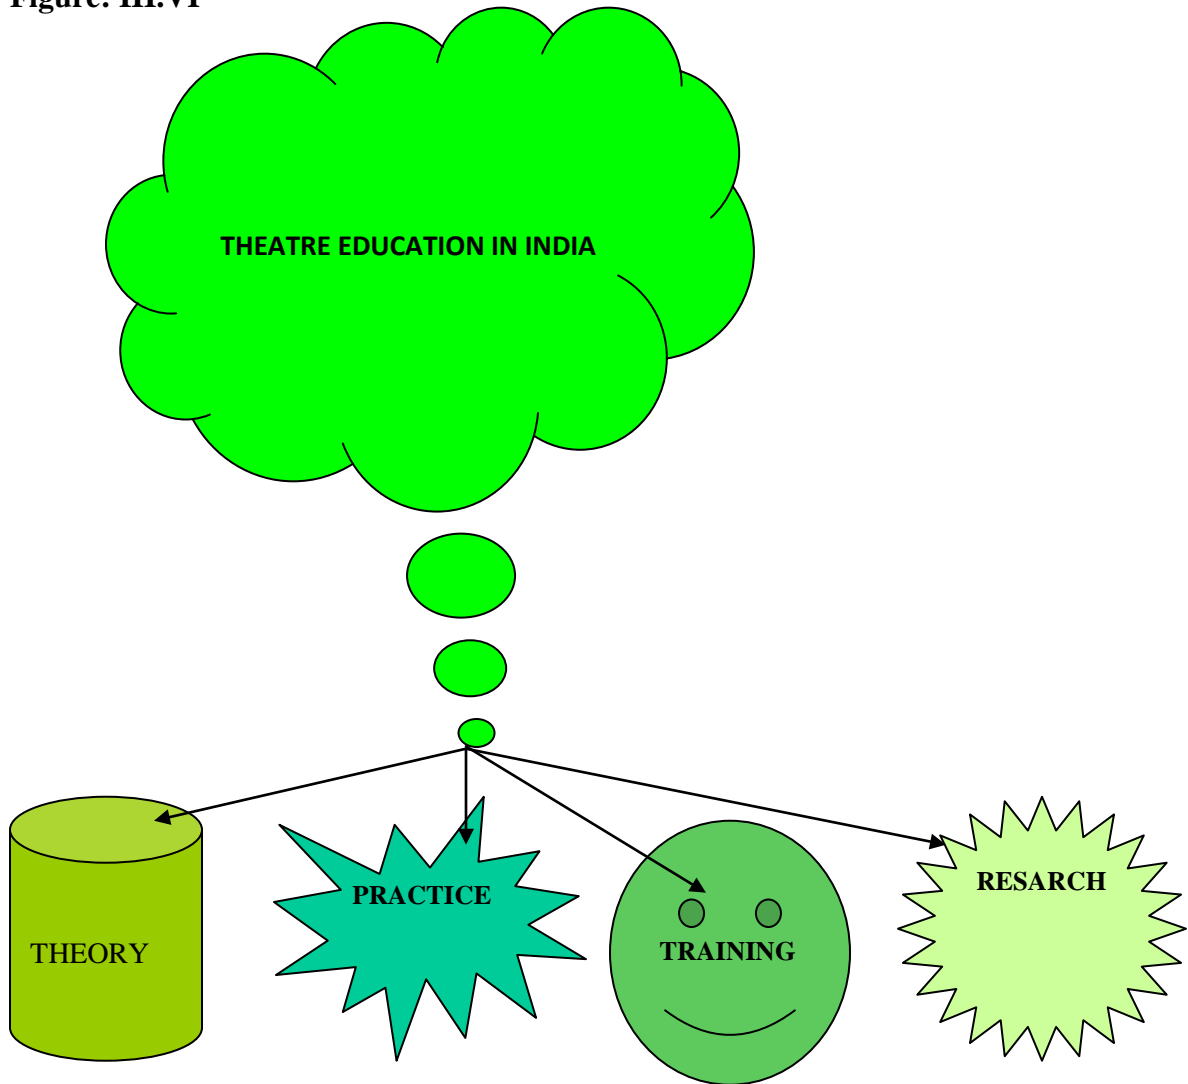 Figure: III.VI
THEATRE EDUCATION IN INDIA
THEORY
PRACTICE
TRAINING
RESARCH